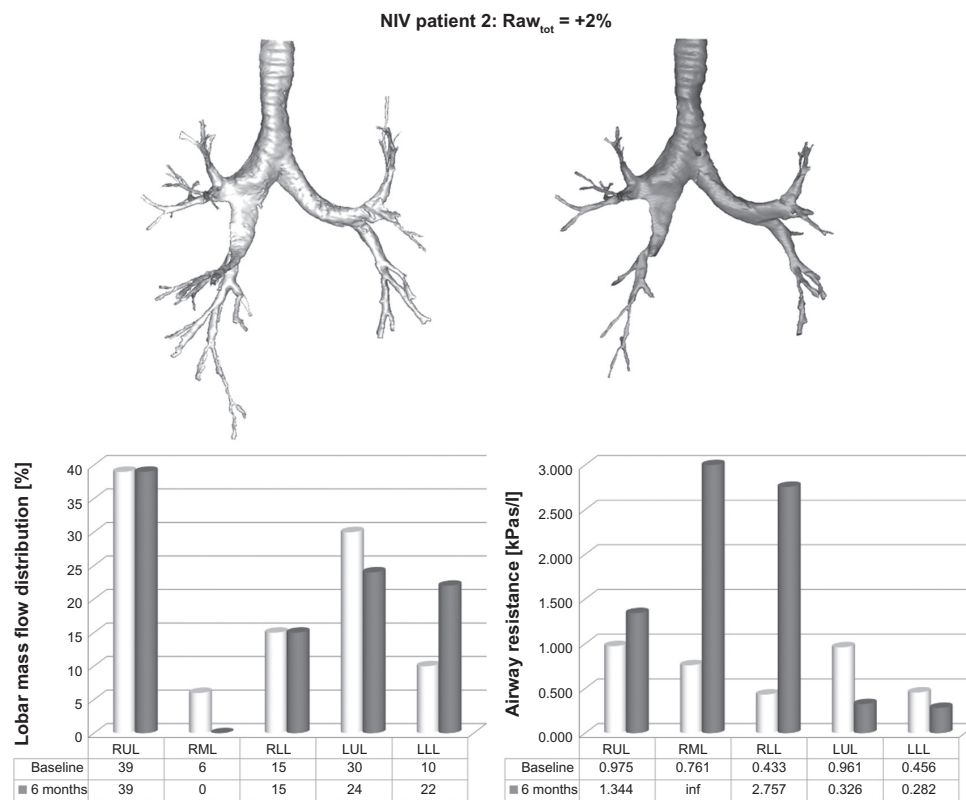 NIV patient 2: Raw tot = +2%
Lobar mass flow distribution [%]
40
35
30
25
20
15
10
5
0
RUL RML RLL LUL LLL
Baseline 39 6 15 30 10
6 months 39 0 15 24 22
Airway resistance [kPas/l]
3.000
2.500
2.000
1.500
1.000
0.500
0.000
RUL RML RLL LUL LLL
Baseline 0.975 0.761 0.433 0.961 0.456
6 months 1.344 inf 2.757 0.326 0.282